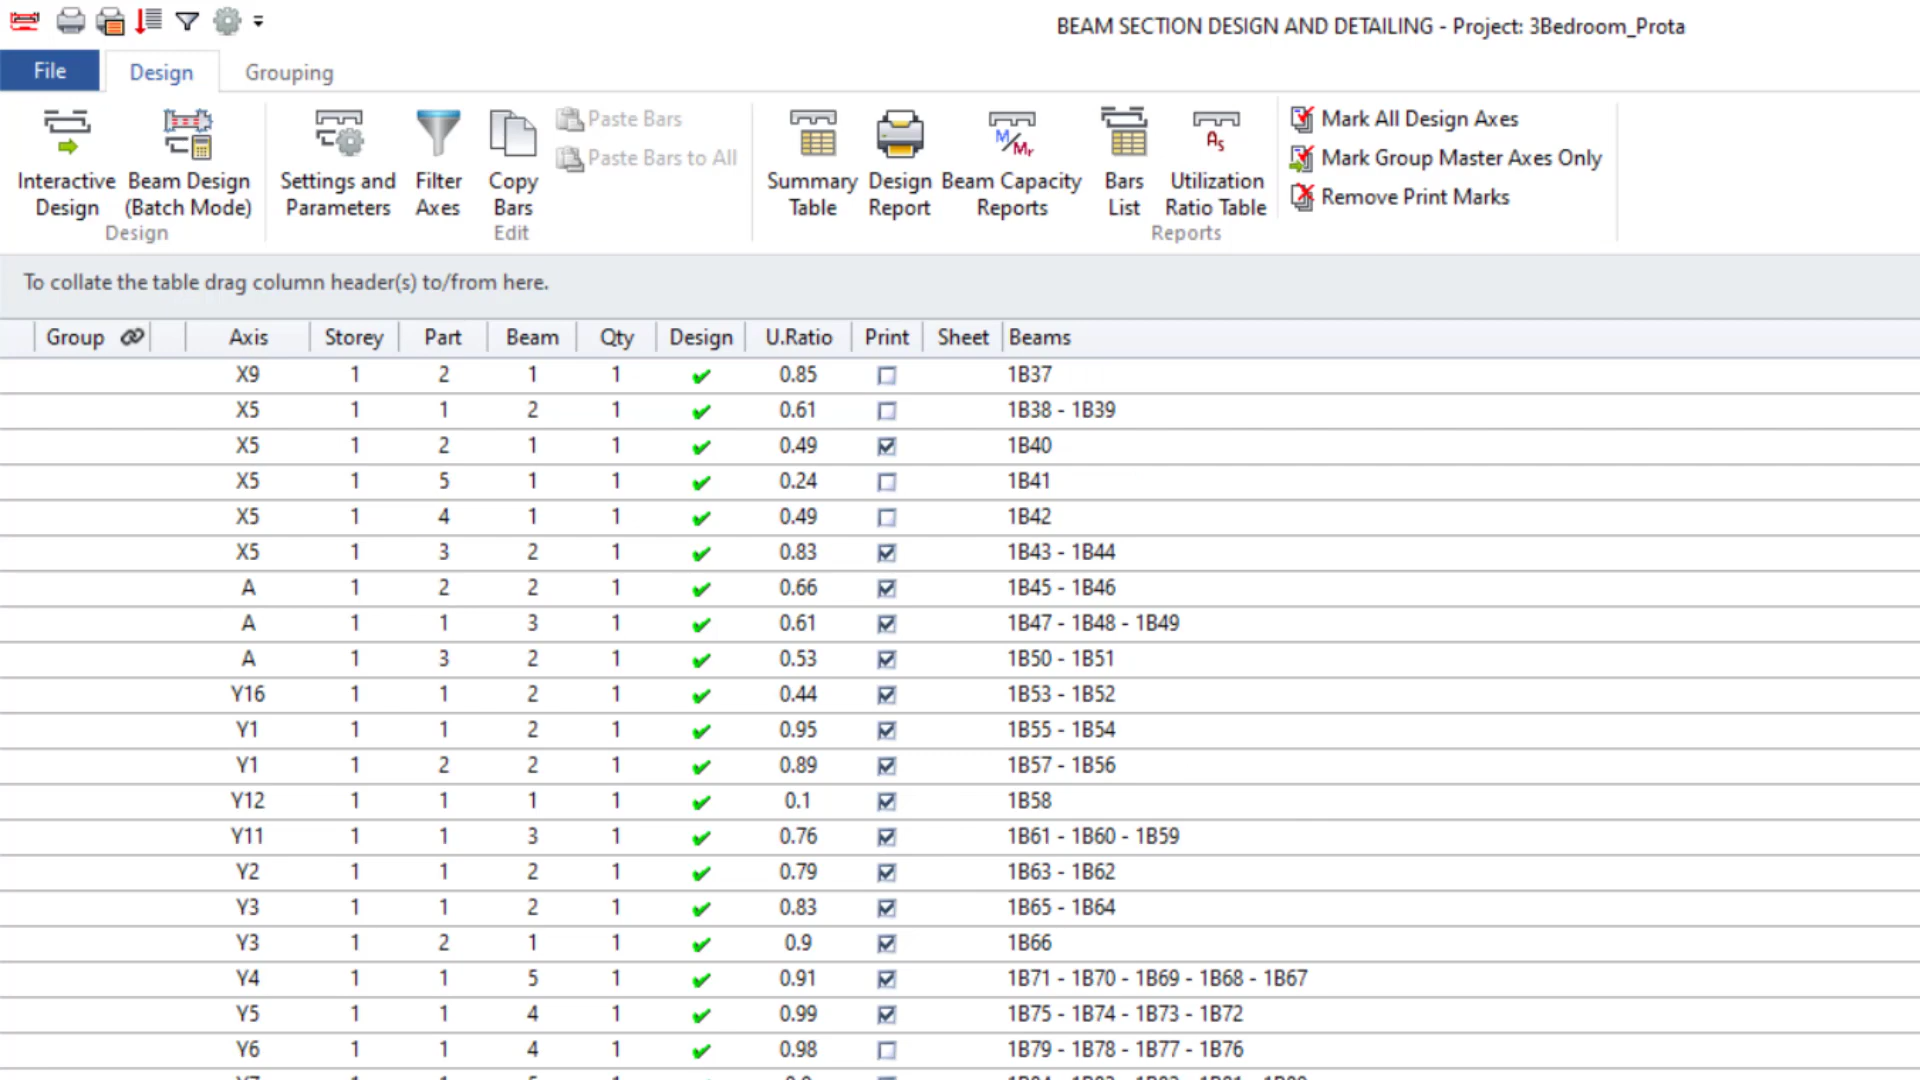 BEAM SECTION DESIGN AND DETAILING - Project: 3Bedroom_Prota
File Design Grouping
Interactive Design
Beam Design (Batch Mode)
Design
Settings and Parameters
Filter Axes
Copy Bars
Paste Bars
Paste Bars to All
Edit
Summary Table
Design Report
Beam Capacity Reports
Bars List
Utilization Ratio Table
Reports
Mark All Design Axes
Mark Group Master Axes Only
Remove Print Marks
To collate the table drag column header(s) to/from here.
Group Axis Storey Part Beam Qty Design U.Ratio Print Sheet Beams
X9 1 2 1 1 0.85 1B37
X5 1 1 2 1 0.61 1B38 - 1B39
X5 1 2 1 1 0.49 1B40
X5 1 5 1 1 0.24 1B41
X5 1 4 1 1 0.49 1B42
X5 1 3 2 1 0.83 1B43 - 1B44
A 1 2 2 1 0.66 1B45 - 1B46
A 1 1 3 1 0.61 1B47 - 1B48 - 1B49
A 1 3 2 1 0.53 1B50 - 1B51
Y16 1 1 2 1 0.44 1B53 - 1B52
Y1 1 1 2 1 0.95 1B55 - 1B54
Y1 1 2 2 1 0.89 1B57 - 1B56
Y12 1 1 1 1 0.1 1B58
Y11 1 1 3 1 0.76 1B61 - 1B60 - 1B59
Y2 1 1 2 1 0.79 1B63 - 1B62
Y3 1 1 2 1 0.83 1B65 - 1B64
Y3 1 2 1 1 0.9 1B66
Y4 1 1 5 1 0.91 1B71 - 1B70 - 1B69 - 1B68 - 1B67
Y5 1 1 4 1 0.99 1B75 - 1B74 - 1B73 - 1B72
Y6 1 1 4 1 0.98 1B79 - 1B78 - 1B77 - 1B76